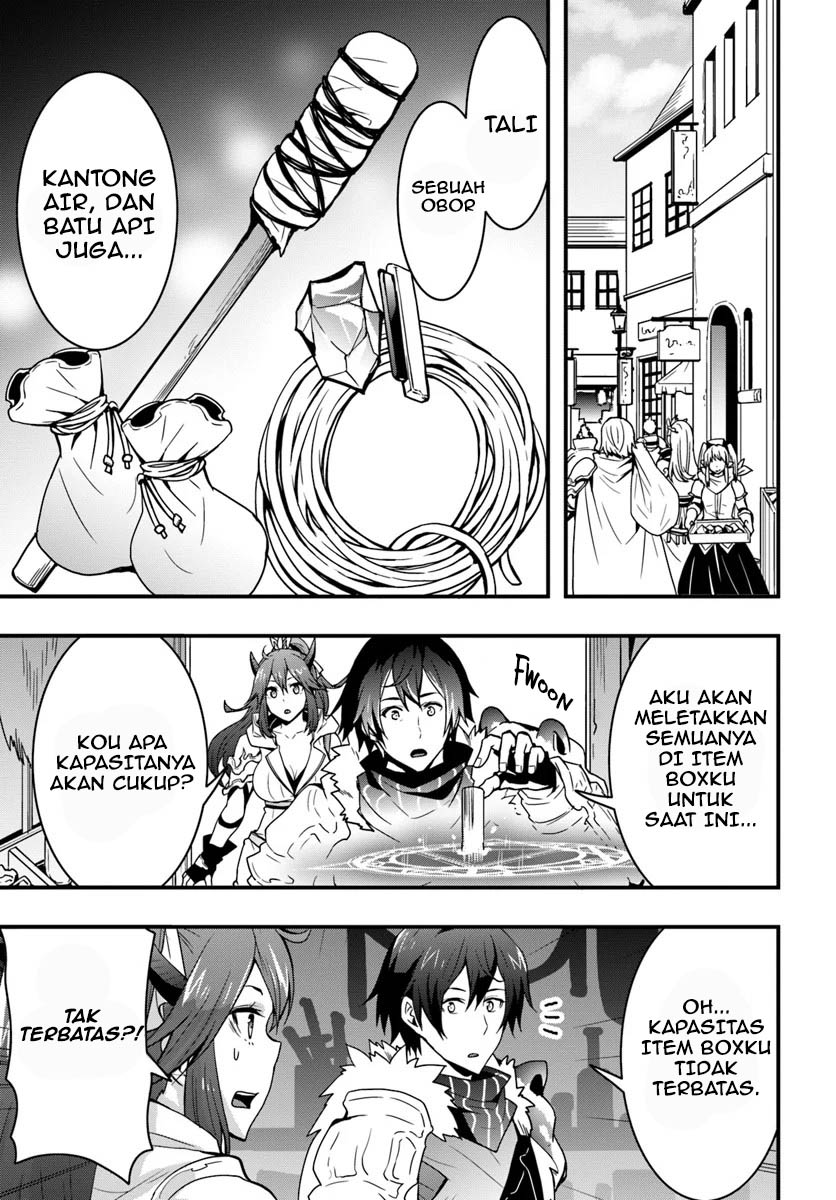 TALI
SEBUAH
OBOR
KANTONG
AIR, DAN
BATU API
JUGA...
AKU AKAN
MELETAKKAN
SEMUANYA
DI ITEM
BOXKU
UNTUK
SAAT INI...
FWOON
KOU APA
KAPASITANYA
AKAN CUKUP?
OH...
KAPASITAS
ITEM BOXKU
TIDAK
TERBATAS.
TAK
TERBATAS?!